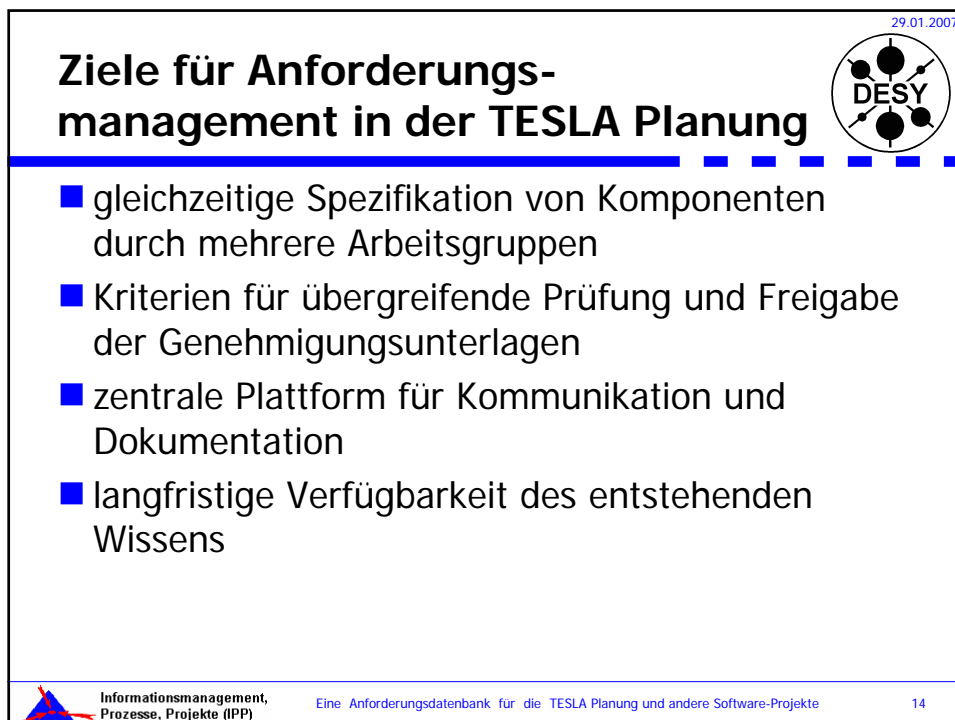 29.01.2007
Ziele für Anforderungs-
management in der TESLA Planung
DESY
gleichzeitige Spezifikation von Komponenten
durch mehrere Arbeitsgruppen
Kriterien für übergreifende Prüfung und Freigabe
der Genehmigungsunterlagen
zentrale Plattform für Kommunikation und
Dokumentation
langfristige Verfügbarkeit des entstehenden
Wissens
Informationsmanagement,
Prozesse, Projekte (IPP)
Eine Anforderungsdatenbank für die TESLA Planung und andere Software-Projekte
14